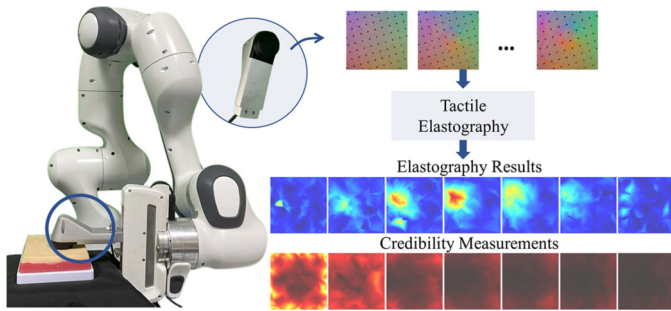 ...
Tactile
Elastography
Elastography Results
Credibility Measurements